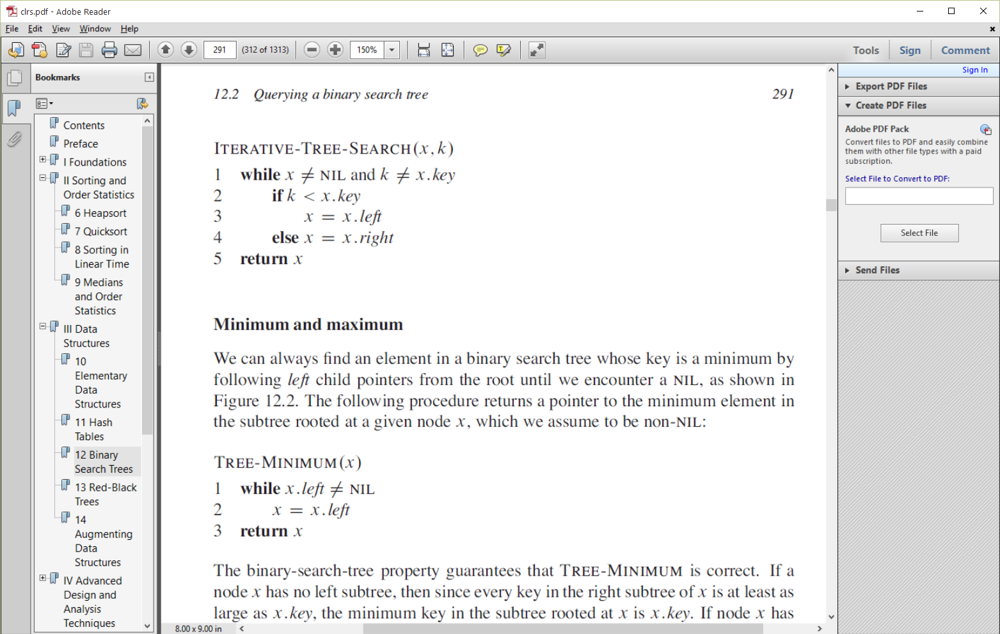 clrs.pdf - Adobe Reader
File Edit View Window Help
291 (312 of 1313) 150% Tools Sign Comment
Bookmarks
Contents
Preface
I Foundations
II Sorting and
Order Statistics
6 Heapsort
7 Quicksort
8 Sorting in
Linear Time
9 Medians
and Order
Statistics
III Data
Structures
10
Elementary
Data
Structures
11 Hash
Tables
12 Binary
Search Trees
13 Red-Black
Trees
14
Augmenting
Data
Structures
IV Advanced
Design and
Analysis
Techniques
12.2 Querying a binary search tree 291
ITERATIVE-TREE-SEARCH(x, k)
1 while x ≠ NIL and k ≠ x.key
2 if k < x.key
3 x = x.left
4 else x = x.right
5 return x
Minimum and maximum
We can always find an element in a binary search tree whose key is a minimum by
following left child pointers from the root until we encounter a NIL, as shown in
Figure 12.2. The following procedure returns a pointer to the minimum element in
the subtree rooted at a given node x, which we assume to be non-NIL:
TREE-MINIMUM(x)
1 while x.left ≠ NIL
2 x = x.left
3 return x
The binary-search-tree property guarantees that TREE-MINIMUM is correct. If a
node x has no left subtree, then since every key in the right subtree of x is at least as
large as x.key, the minimum key in the subtree rooted at x is x.key. If node x has
8.00 x 9.00 in
Sign In
Export PDF Files
Create PDF Files
Adobe PDF Pack
Convert files to PDF and easily combine
them with other file types with a paid
subscription.
Select File to Convert to PDF:
Select File
Send Files